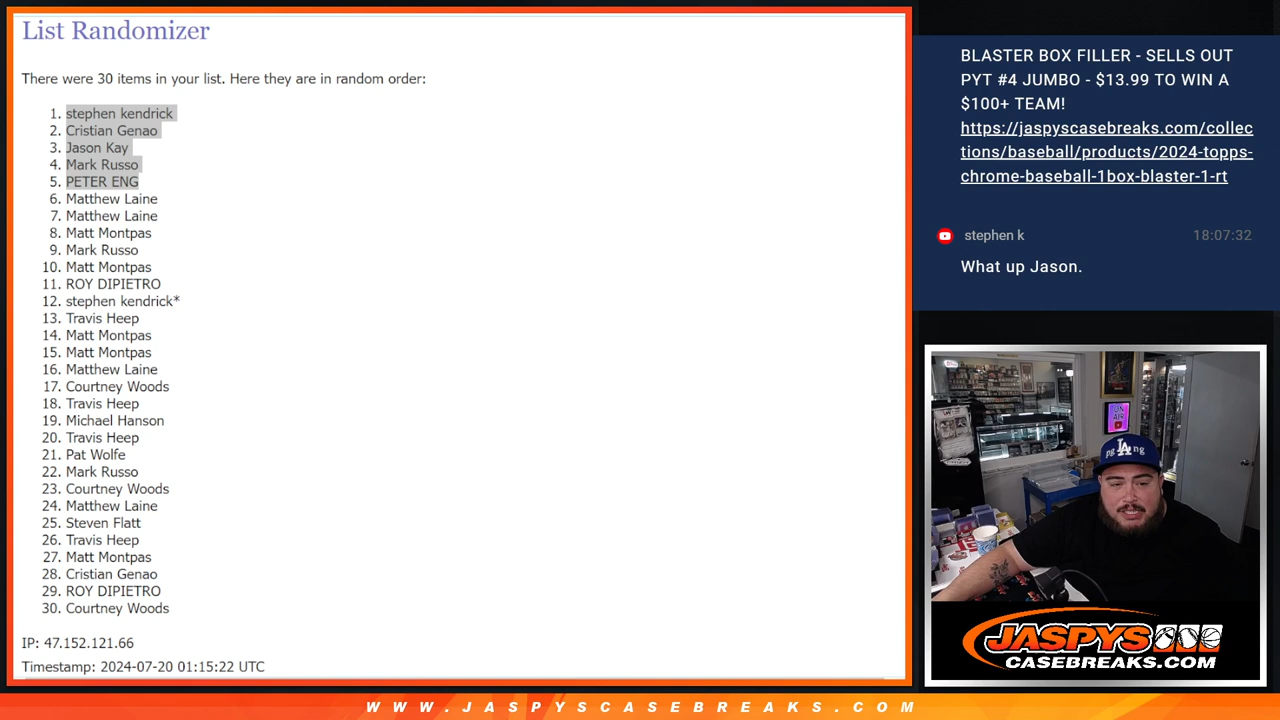 List Randomizer
There were 30 items in your list. Here they are in random order:
1. stephen kendrick
2. Cristian Genao
3. Jason Kay
4. Mark Russo
5. PETER ENG
6. Matthew Laine
7. Matthew Laine
8. Matt Montpas
9. Mark Russo
10. Matt Montpas
11. ROY DIPIETRO
12. stephen kendrick*
13. Travis Heep
14. Matt Montpas
15. Matt Montpas
16. Matthew Laine
17. Courtney Woods
18. Travis Heep
19. Michael Hanson
20. Travis Heep
21. Pat Wolfe
22. Mark Russo
23. Courtney Woods
24. Matthew Laine
25. Steven Flatt
26. Travis Heep
27. Matt Montpas
28. Cristian Genao
29. ROY DIPIETRO
30. Courtney Woods
IP: 47.152.121.66
Timestamp: 2024-07-20 01:15:22 UTC
BLASTER BOX FILLER - SELLS OUT
PYT #4 JUMBO - $13.99 TO WIN A
$100+ TEAM!
https://jaspyscasebreaks.com/collec
tions/baseball/products/2024-topps-
chrome-baseball-1box-blaster-1-rt
stephen k 18:07:32
What up Jason.
ON
AIR
pg LA ng
JASPYS
CASEBREAKS.COM
WWW.JASPYSCASEBREAKS.COM